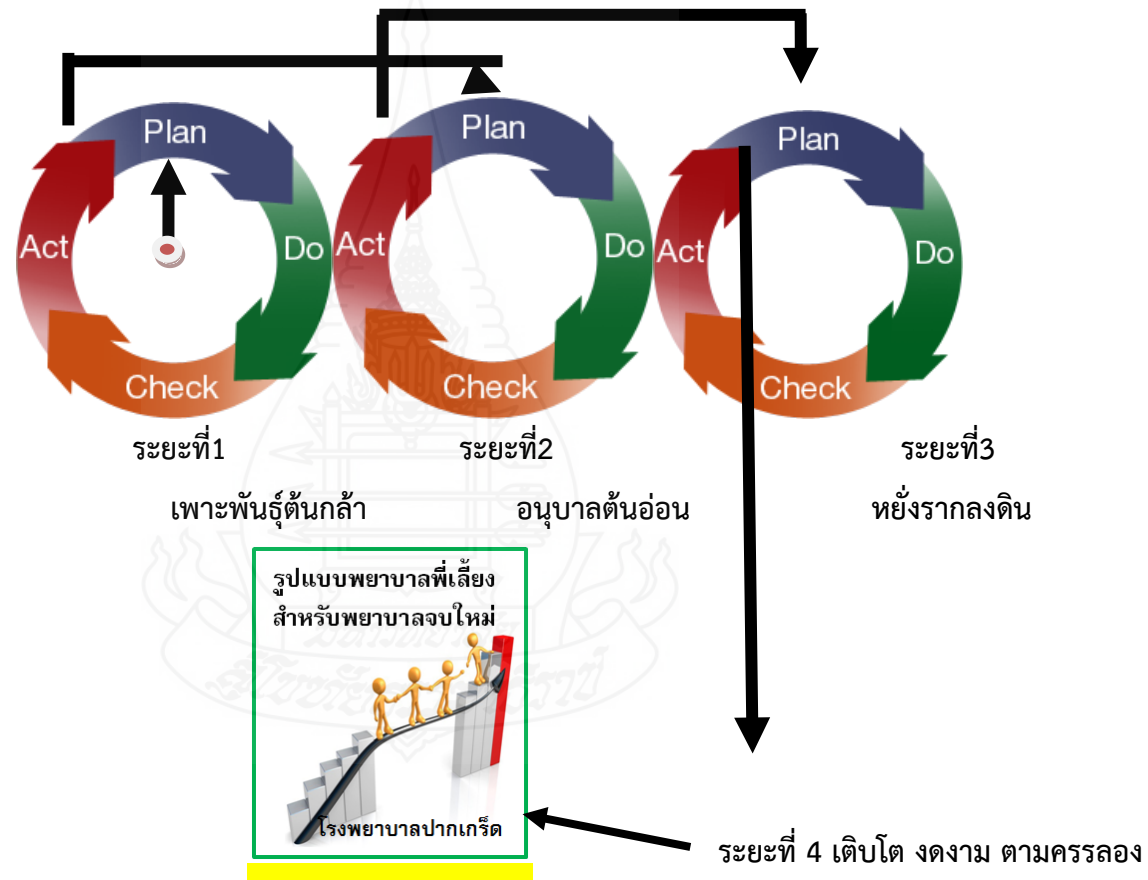 Plan
Do
Check
Act
Plan
Do
Check
Act
Plan
Do
Check
Act
ระยะที่1
ระยะที่2
ระยะที่3
เพาะพันธุ์ต้นกล้า
อนุบาลต้นอ่อน
หยั่งรากลงดิน
รูปแบบพยาบาลพี่เลี้ยง
สำหรับพยาบาลจบใหม่
โรงพยาบาลปากเกร็ด
ระยะที่ 4 เติบโต งดงาม ตามครรลอง